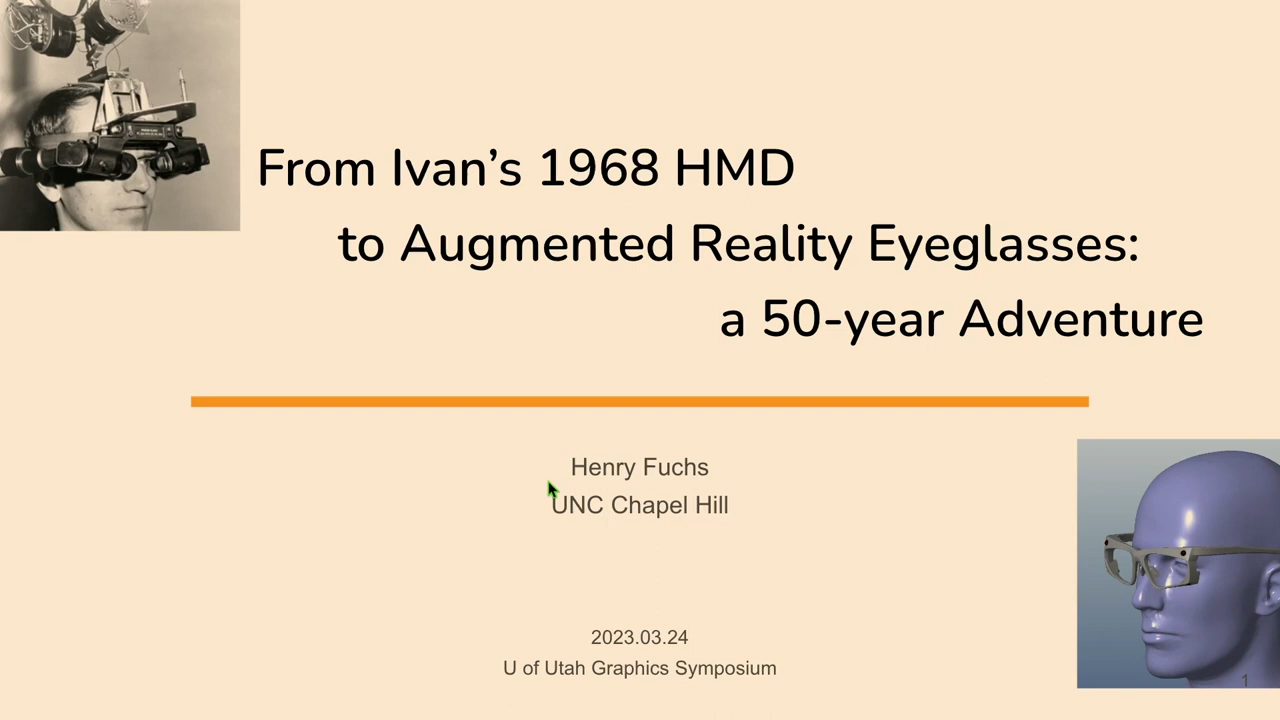 From Ivan’s 1968 HMD
to Augmented Reality Eyeglasses:
a 50-year Adventure
Henry Fuchs
UNC Chapel Hill
2023.03.24
U of Utah Graphics Symposium
1